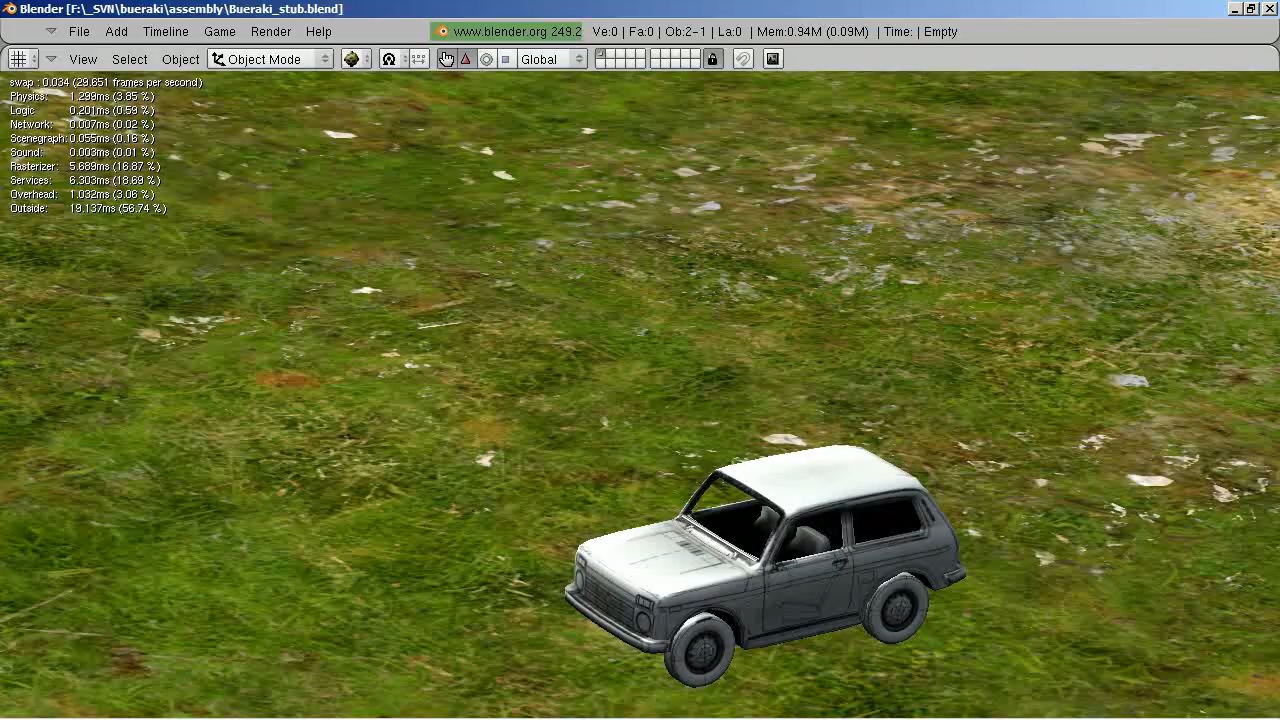 Blender [F:\_SVN\bueraki\assembly\Bueraki_stub.blend]
File Add Timeline Game Render Help www.blender.org 249.2 Ve:0 | Fa:0 | Ob:2-1 | La:0 | Mem:0.94M (0.09M) | Time: | Empty
View Select Object Object Mode Global
swap : 0.034 (29.651 frames per second)
Physics: 1.299ms (3.85 %)
Logic 0.201ms (0.59 %)
Network: 0.007ms (0.02 %)
Scenegraph: 0.055ms (0.16 %)
Sound: 0.003ms (0.01 %)
Rasterizer: 5.689ms (16.87 %)
Services: 6.303ms (18.69 %)
Overhead: 1.032ms (3.06 %)
Outside: 19.137ms (56.74 %)